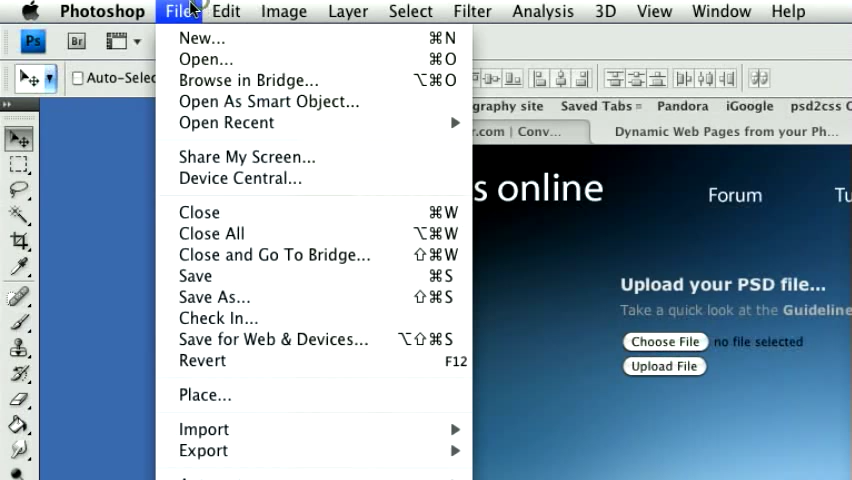 Photoshop File Edit Image Layer Select Filter Analysis 3D View Window Help
Ps Br
Auto-Selec
New... ⌘N
Open... ⌘O
Browse in Bridge... ⌥⌘O
Open As Smart Object...
Open Recent
Share My Screen...
Device Central...
Close ⌘W
Close All ⌥⌘W
Close and Go To Bridge... ⇧⌘W
Save ⌘S
Save As... ⇧⌘S
Check In...
Save for Web & Devices... ⌥⇧⌘S
Revert F12
Place...
Import
Export
graphy site Saved Tabs Pandora iGoogle psd2css O
r.com | Conv... Dynamic Web Pages from your Ph...
s online
Forum Tu
Upload your PSD file...
Take a quick look at the Guideline
Choose File no file selected
Upload File